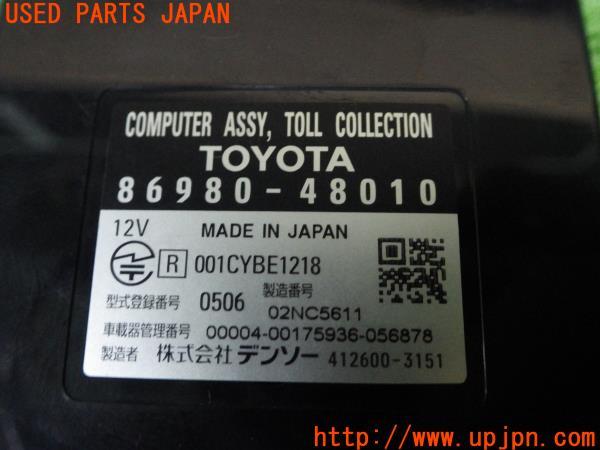 USED PARTS JAPAN
COMPUTER ASSY, TOLL COLLECTION
TOYOTA
86980-48010
12V MADE IN JAPAN
R 001CYBE1218
型式登録番号 0506 製造番号 02NC5611
車載器管理番号 00004-00175936-056878
製造者 株式会社デンソー 412600-3151
http://www.upjpn.com